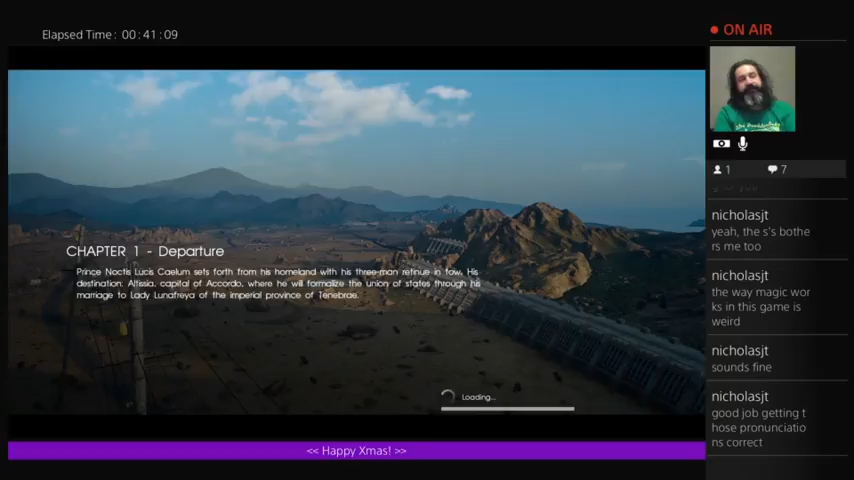 Elapsed Time: 00:41:09
ON AIR
1
7
CHAPTER 1 - Departure
Prince Noctis Lucis Caelum sets forth from his homeland with his three-man retinue in tow. His
destination: Altissia, capital of Accordo, where he will formalize the union of states through his
marriage to Lady Lunafreya of the imperial province of Tenebrae.
Loading...
<< Happy Xmas! >>
nicholasjt
yeah, the s's bothe
rs me too
nicholasjt
the way magic wor
ks in this game is
weird
nicholasjt
sounds fine
nicholasjt
good job getting t
hose pronunciatio
ns correct